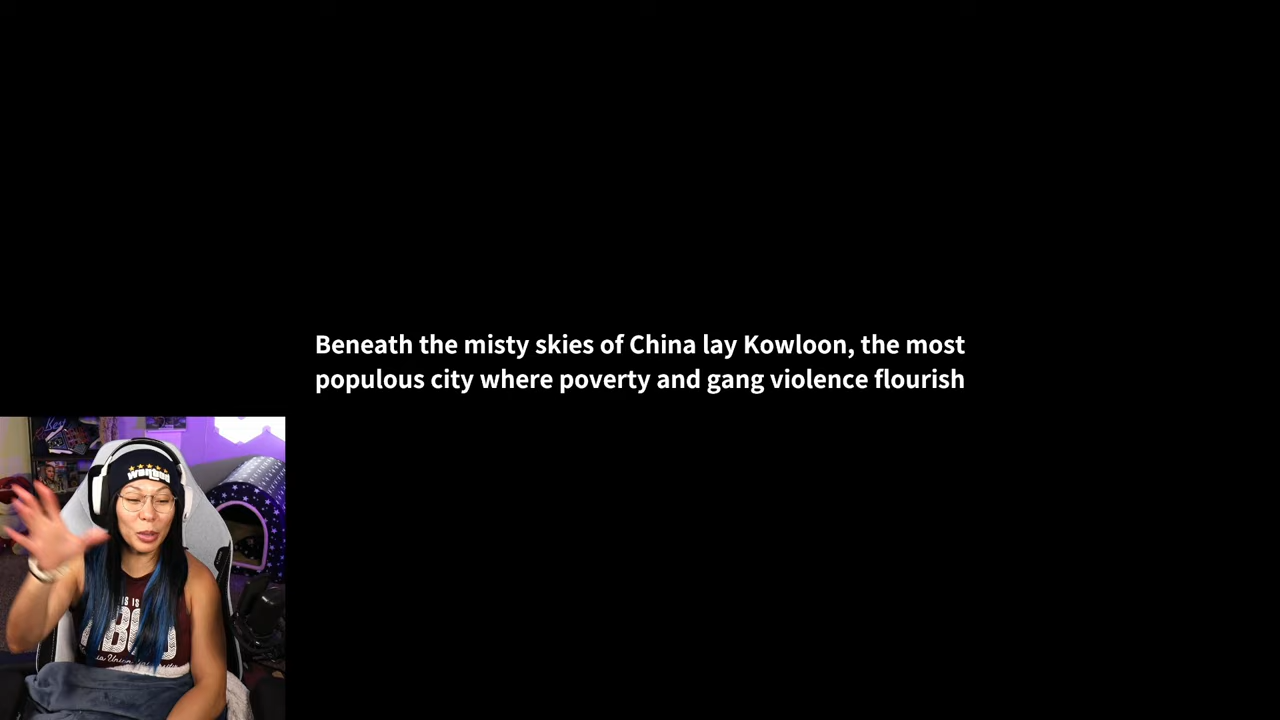 Beneath the misty skies of China lay Kowloon, the most
populous city where poverty and gang violence flourish